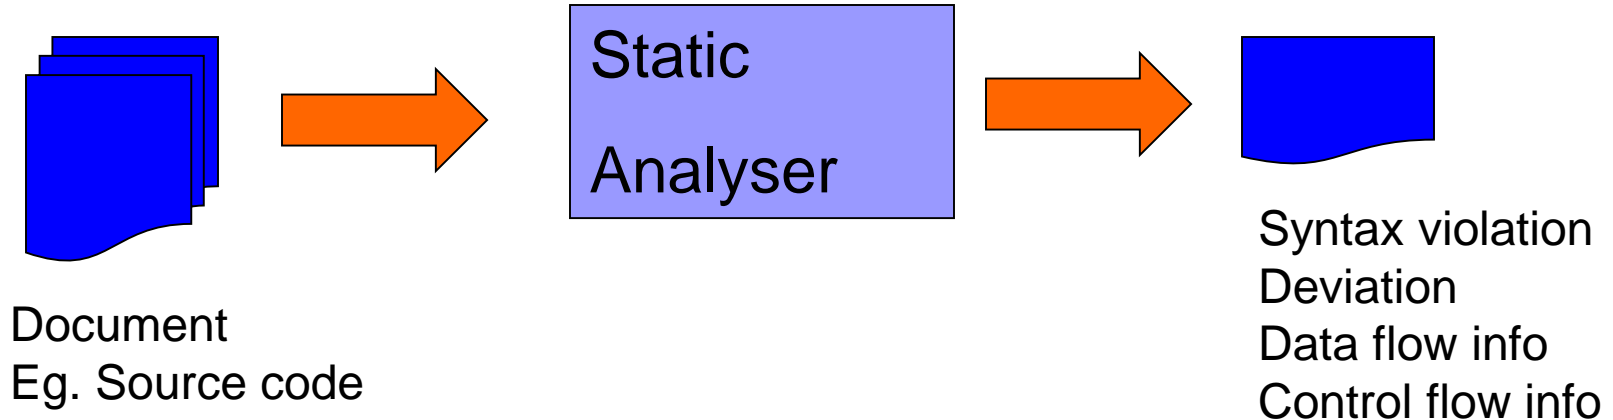 Static
Analyser
Document
Eg. Source code
Syntax violation
Deviation
Data flow info
Control flow info